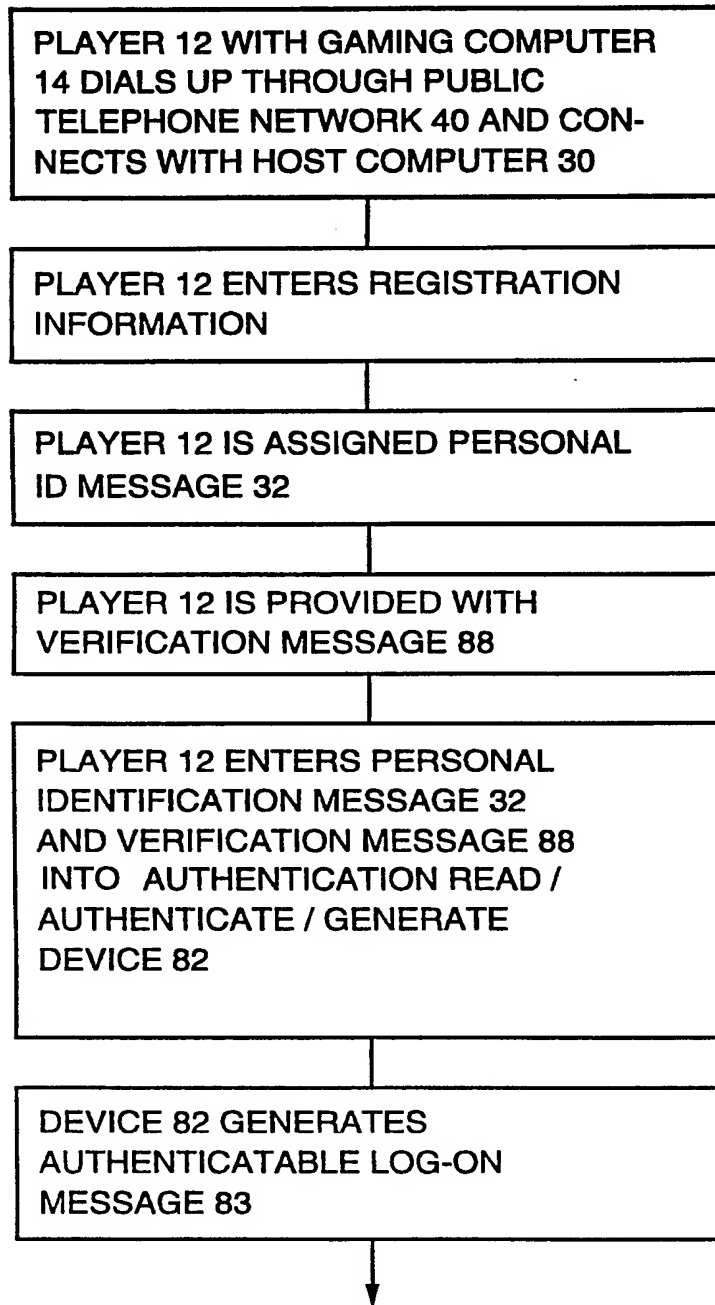 PLAYER 12 WITH GAMING COMPUTER
14 DIALS UP THROUGH PUBLIC
TELEPHONE NETWORK 40 AND CON-
NECTS WITH HOST COMPUTER 30
PLAYER 12 ENTERS REGISTRATION
INFORMATION
PLAYER 12 IS ASSIGNED PERSONAL
ID MESSAGE 32
PLAYER 12 IS PROVIDED WITH
VERIFICATION MESSAGE 88
PLAYER 12 ENTERS PERSONAL
IDENTIFICATION MESSAGE 32
AND VERIFICATION MESSAGE 88
INTO AUTHENTICATION READ /
AUTHENTICATE / GENERATE
DEVICE 82
DEVICE 82 GENERATES
AUTHENTICATABLE LOG-ON
MESSAGE 83